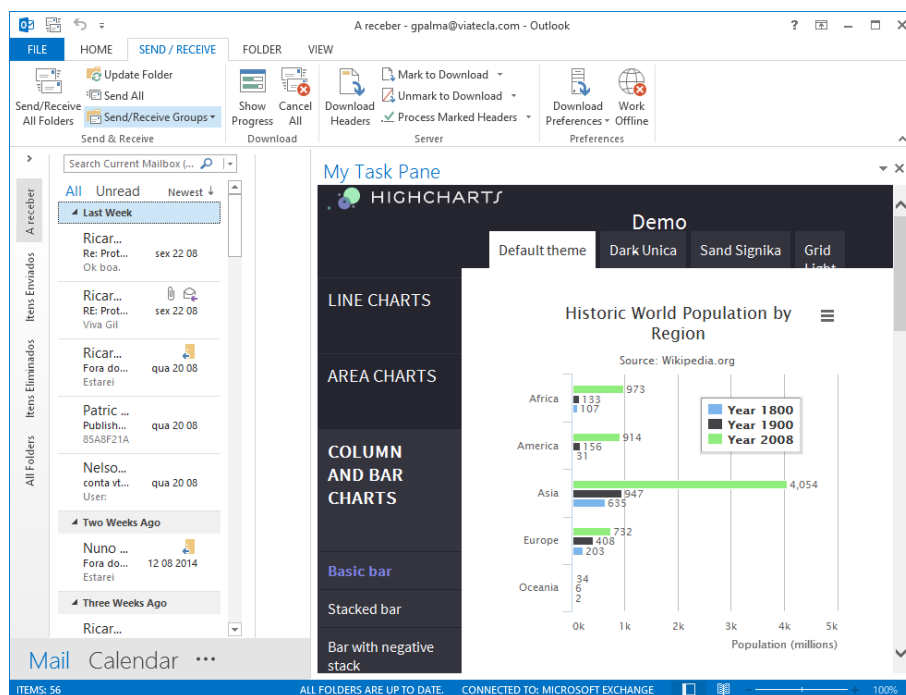 A receber - gpalma@viatecla.com - Outlook
FILE HOME SEND / RECEIVE FOLDER VIEW
Send/Receive All Folders
Update Folder
Send All
Send/Receive Groups
Send & Receive
Show Progress
Cancel All
Download
Download Headers
Mark to Download
Unmark to Download
Process Marked Headers
Server
Download Preferences
Work Offline
Preferences
A receber
Itens Enviados
Itens Eliminados
All Folders
Search Current Mailbox (...
All Unread Newest
Last Week
Ricar...
Re: Prot... sex 22 08
Ok boa.
Ricar...
RE: Prot... sex 22 08
Viva Gil
Ricar...
Fora do... qua 20 08
Estarei
Patric ...
Publish... qua 20 08
85A8F21A
Nelso...
conta vt... qua 20 08
User:
Two Weeks Ago
Nuno ...
Fora do... 12 08 2014
Estarei
Three Weeks Ago
Ricar...
Mail Calendar
My Task Pane
HIGHCHARTS
Demo
Default theme Dark Unica Sand Signika Grid
Light
LINE CHARTS
AREA CHARTS
COLUMN
AND BAR
CHARTS
Basic bar
Stacked bar
Bar with negative
stack
Historic World Population by
Region
Source: Wikipedia.org
Africa 973 133 107
America 914 156 31
Asia 4,054 947 635
Europe 732 408 203
Oceania 34 6 2
Year 1800
Year 1900
Year 2008
0k 1k 2k 3k 4k 5k
Population (millions)
ITEMS: 56 ALL FOLDERS ARE UP TO DATE. CONNECTED TO: MICROSOFT EXCHANGE 100%